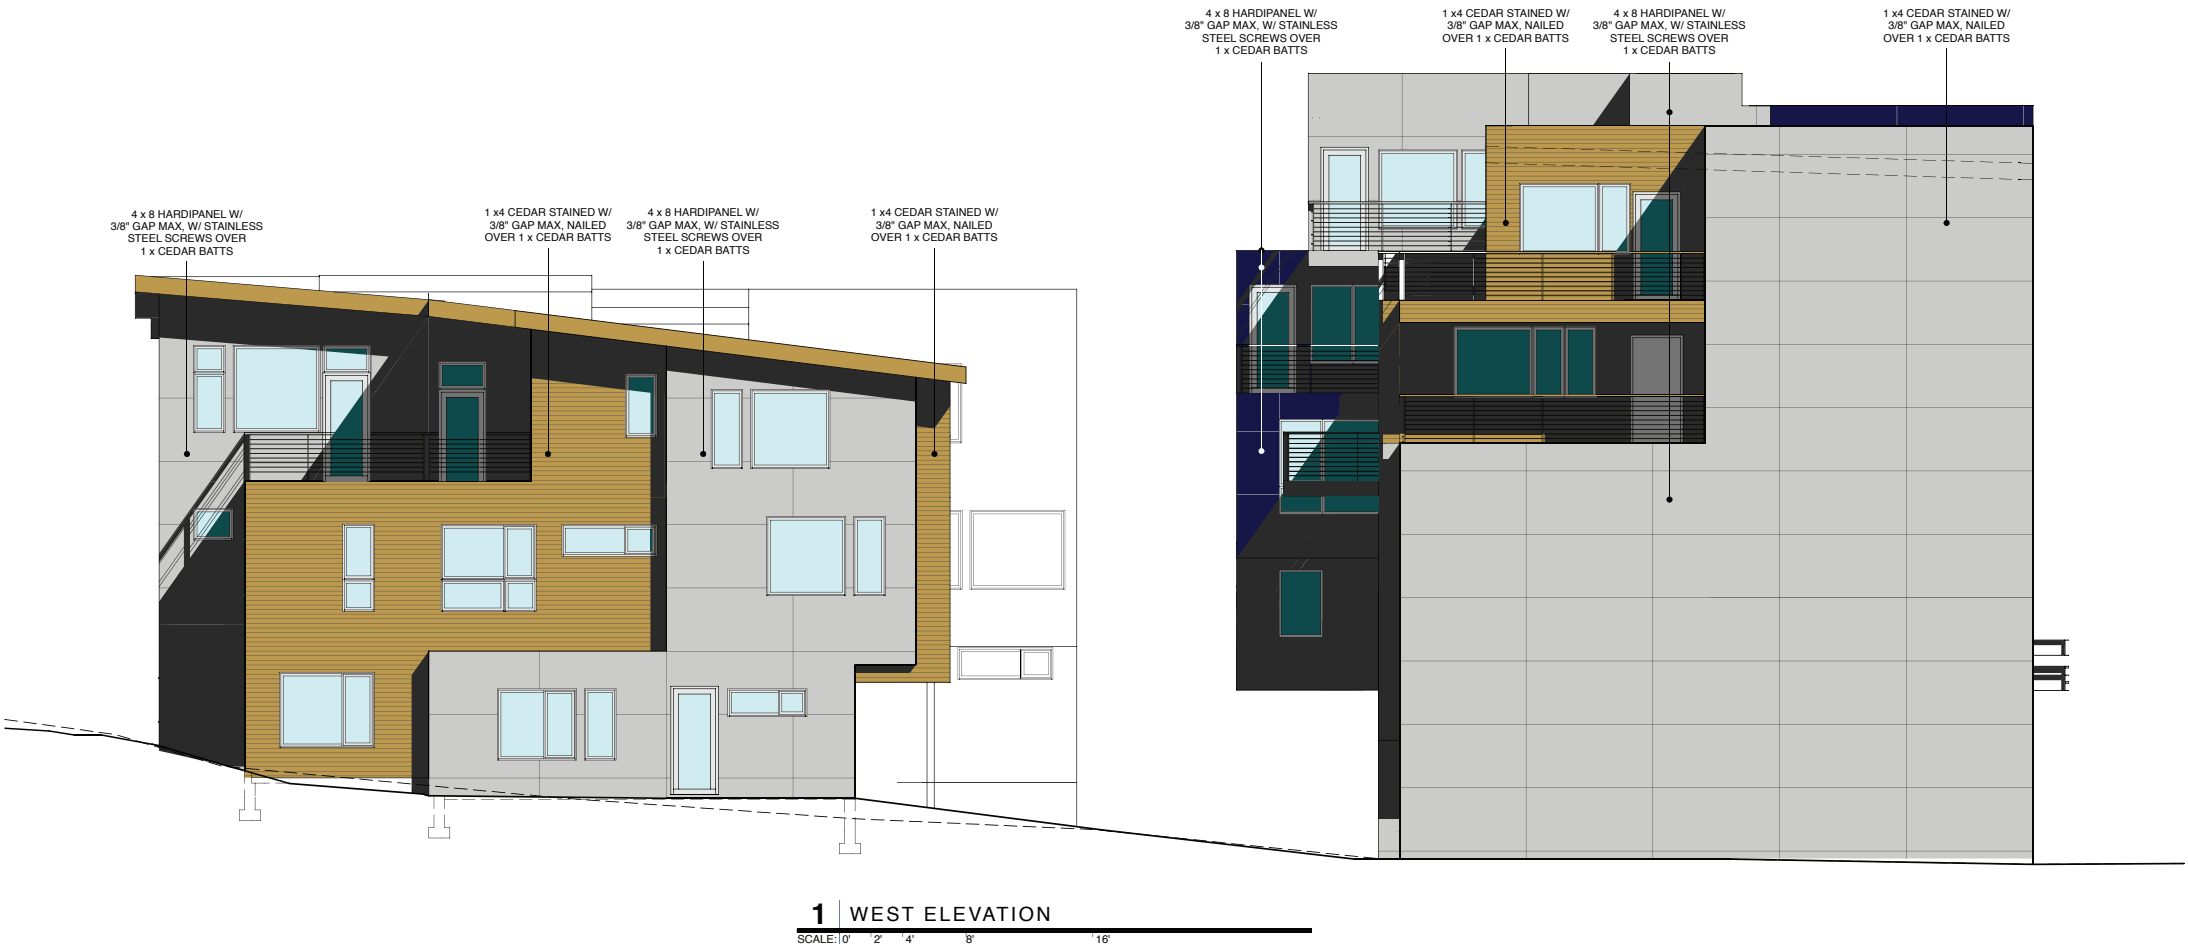 4 x 8 HARDIPANEL W/
3/8" GAP MAX, W/ STAINLESS
STEEL SCREWS OVER
1 x CEDAR BATTS
1 x4 CEDAR STAINED W/
3/8" GAP MAX, NAILED
OVER 1 x CEDAR BATTS
4 x 8 HARDIPANEL W/
3/8" GAP MAX, W/ STAINLESS
STEEL SCREWS OVER
1 x CEDAR BATTS
1 x4 CEDAR STAINED W/
3/8" GAP MAX, NAILED
OVER 1 x CEDAR BATTS
4 x 8 HARDIPANEL W/
3/8" GAP MAX, W/ STAINLESS
STEEL SCREWS OVER
1 x CEDAR BATTS
1 x4 CEDAR STAINED W/
3/8" GAP MAX, NAILED
OVER 1 x CEDAR BATTS
4 x 8 HARDIPANEL W/
3/8" GAP MAX, W/ STAINLESS
STEEL SCREWS OVER
1 x CEDAR BATTS
1 x4 CEDAR STAINED W/
3/8" GAP MAX, NAILED
OVER 1 x CEDAR BATTS
1 WEST ELEVATION
SCALE: 0' 2' 4' 8' 16'